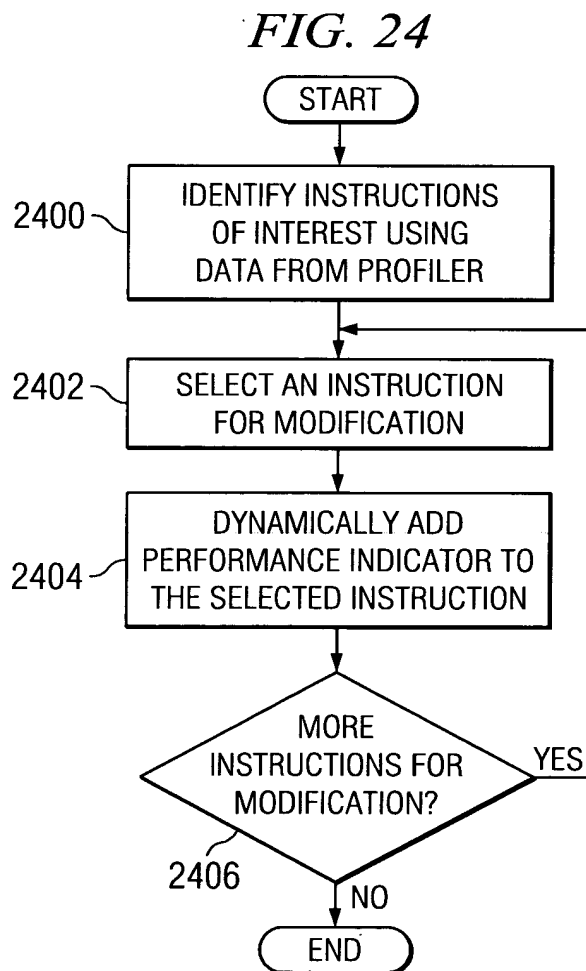 FIG. 24
START
2400
IDENTIFY INSTRUCTIONS
OF INTEREST USING
DATA FROM PROFILER
2402
SELECT AN INSTRUCTION
FOR MODIFICATION
2404
DYNAMICALLY ADD
PERFORMANCE INDICATOR TO
THE SELECTED INSTRUCTION
MORE
INSTRUCTIONS FOR
MODIFICATION?
YES
2406
NO
END